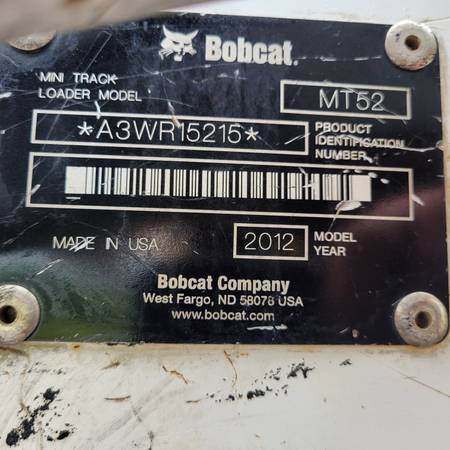 Bobcat.
MINI TRACK
LOADER MODEL
MT52
*A3WR15215*
PRODUCT
IDENTIFICATION
NUMBER
MADE IN USA
2012
MODEL
YEAR
Bobcat Company
West Fargo, ND 58078 USA
www.bobcat.com